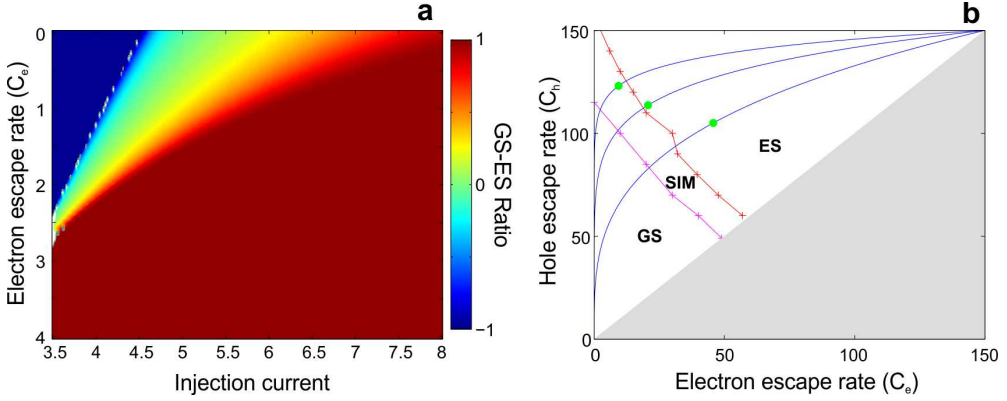 a
Electron escape rate (Cₑ)
0
1
2
3
4
3.5
4
4.5
5
5.5
6
6.5
7
7.5
8
Injection current
1
0
−1
GS-ES Ratio
b
Hole escape rate (Cₕ)
150
100
50
0
ES
SIM
GS
0
50
100
150
Electron escape rate (Cₑ)